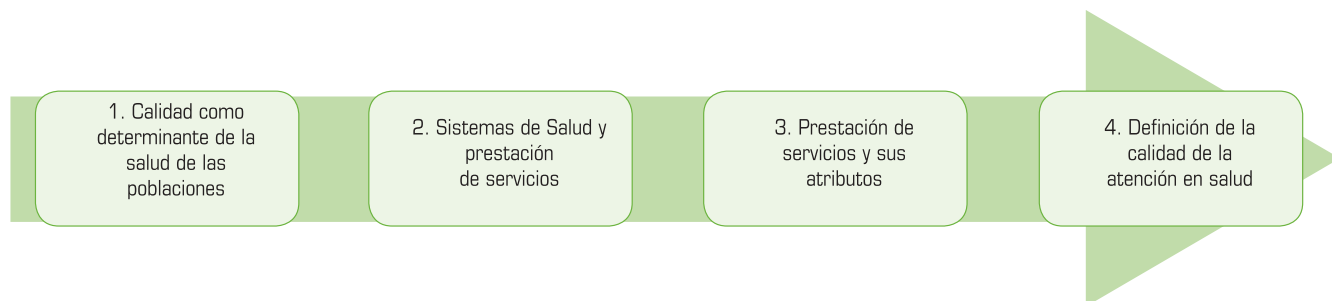 1. Calidad como
determinante de la
salud de las
poblaciones
2. Sistemas de Salud y
prestación
de servicios
3. Prestación de
servicios y sus
atributos
4. Definición de la
calidad de la
atención en salud